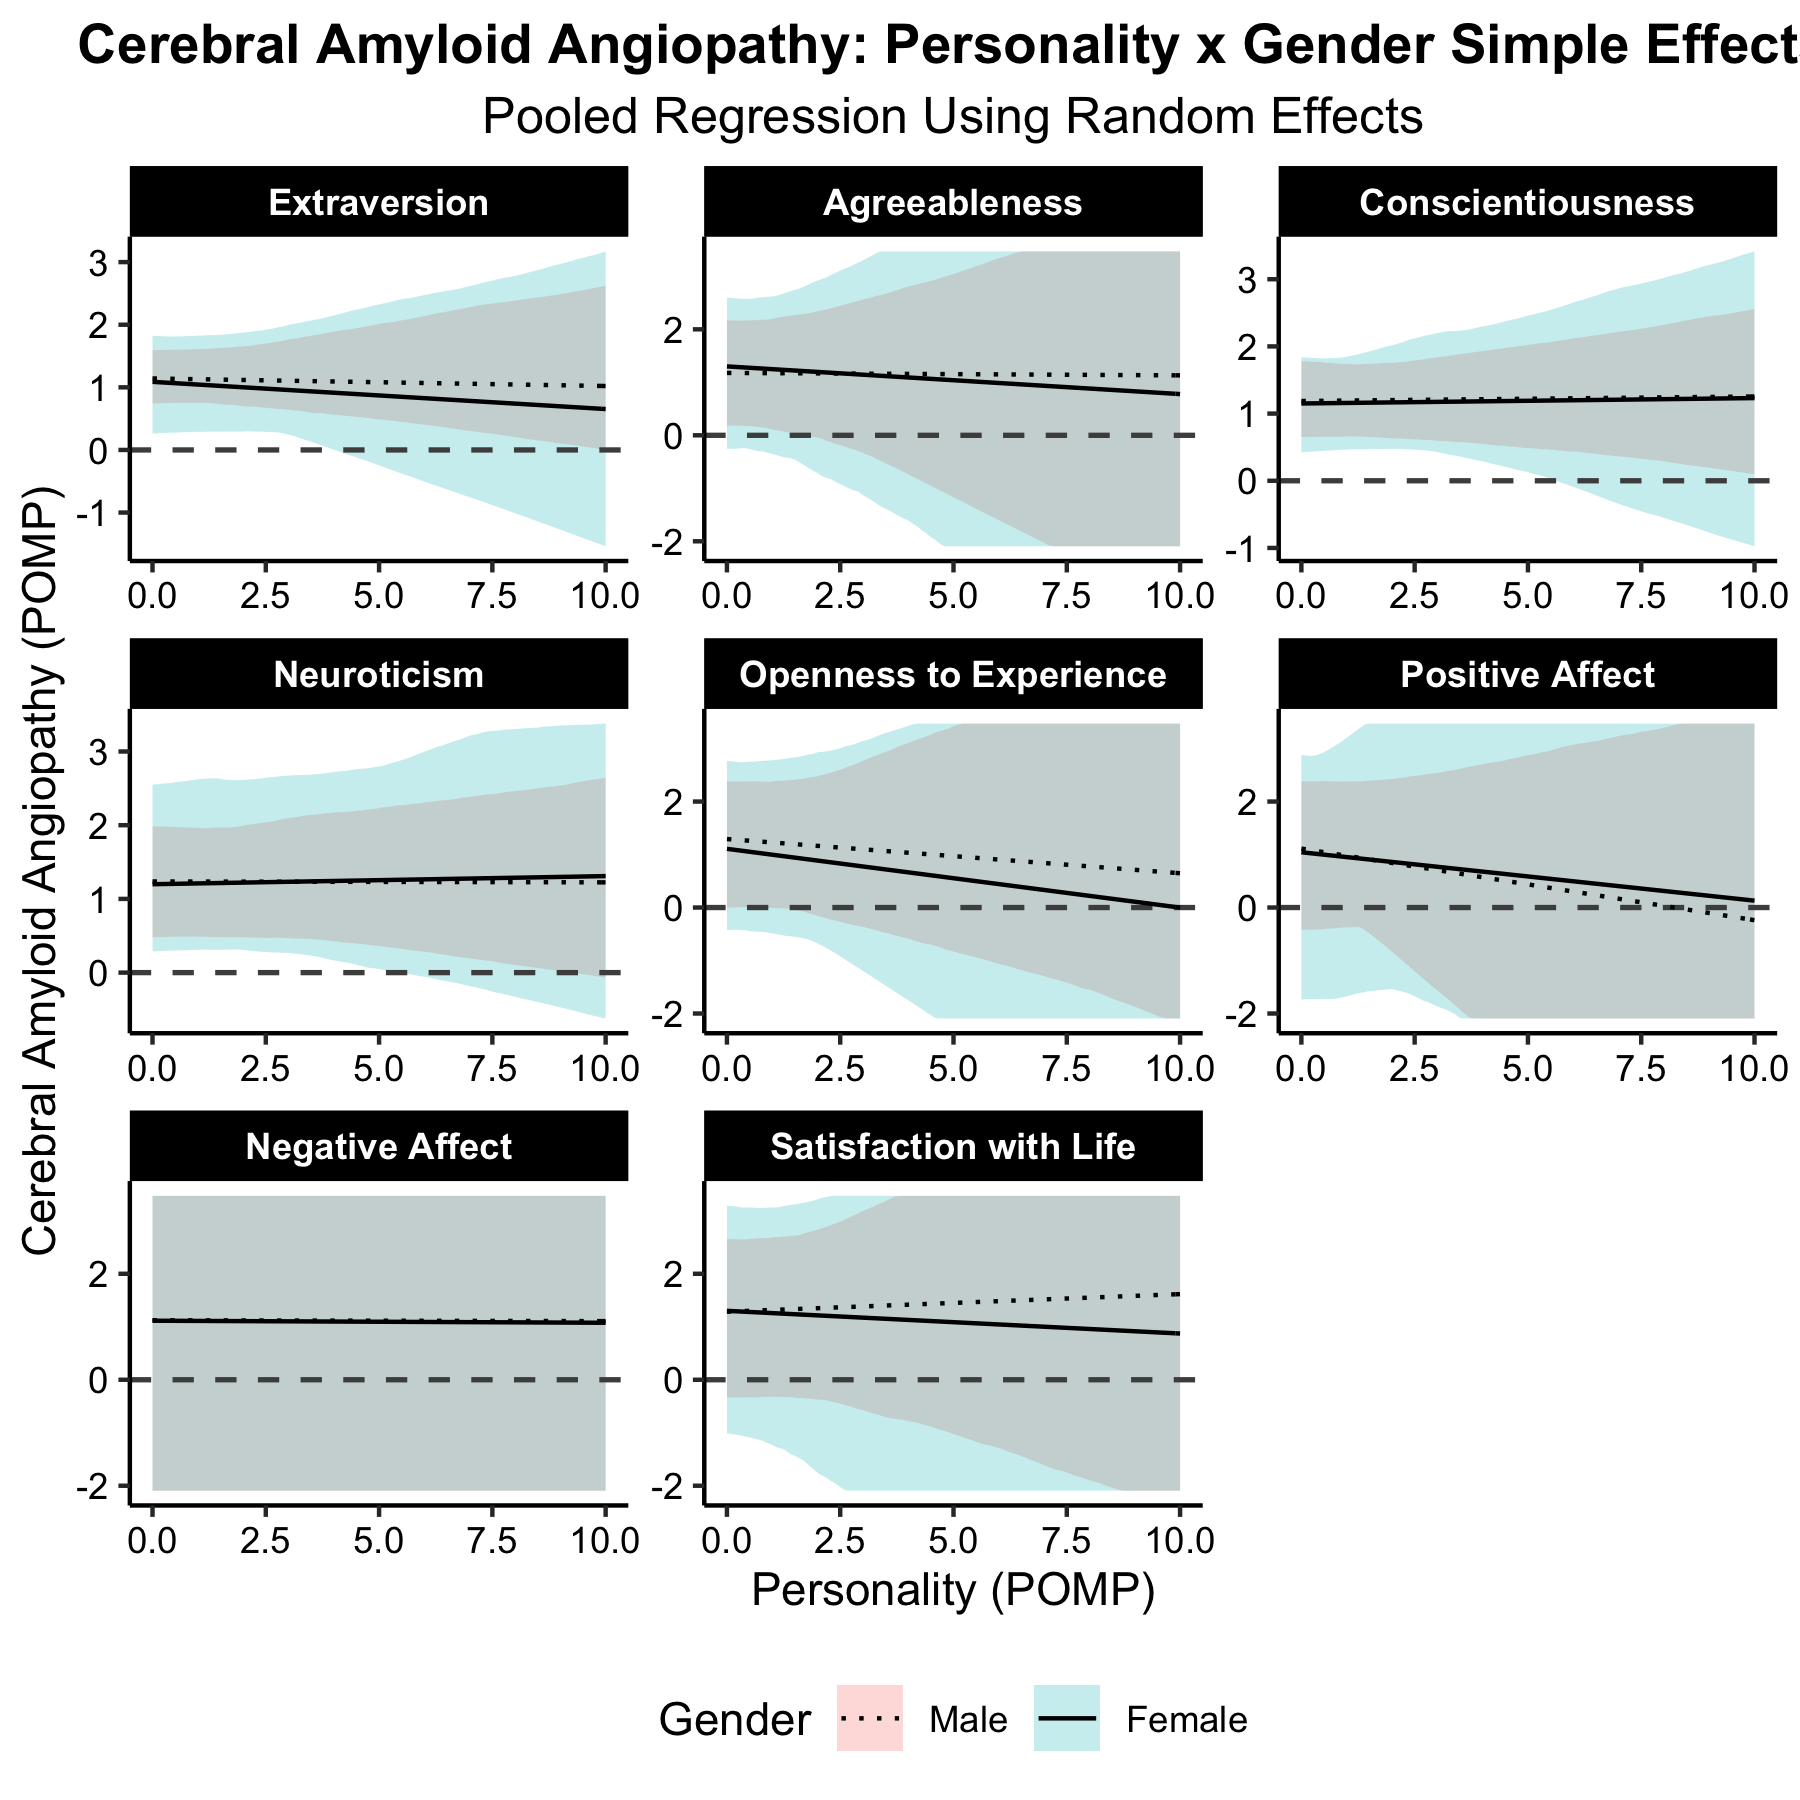 Cerebral Amyloid Angiopathy: Personality x Gender Simple Effect
Pooled Regression Using Random Effects
Extraversion
Agreeableness
Conscientiousness
3
2
1
0
-1
2
0
-2
3
2
1
0
-1
0.0 2.5 5.0 7.5 10.0
0.0 2.5 5.0 7.5 10.0
0.0 2.5 5.0 7.5 10.0
Neuroticism
Openness to Experience
Positive Affect
3
2
1
0
2
0
-2
2
0
-2
0.0 2.5 5.0 7.5 10.0
0.0 2.5 5.0 7.5 10.0
0.0 2.5 5.0 7.5 10.0
Negative Affect
Satisfaction with Life
2
0
-2
2
0
-2
0.0 2.5 5.0 7.5 10.0
0.0 2.5 5.0 7.5 10.0
Cerebral Amyloid Angiopathy (POMP)
Personality (POMP)
Gender Male Female